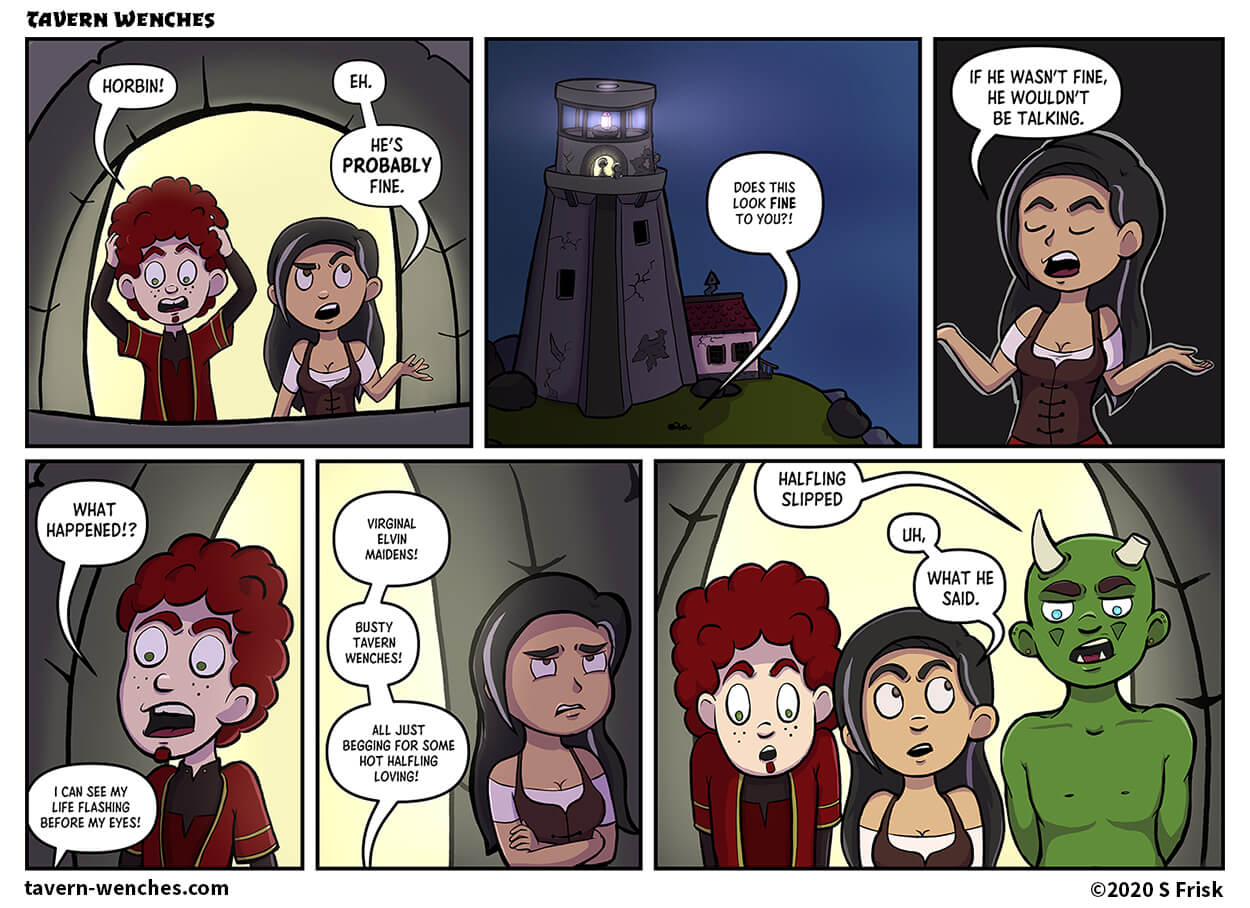 TAVERN WENCHES
HORBIN!
EH.
HE'S
PROBABLY
FINE.
DOES THIS
LOOK FINE
TO YOU?!
IF HE WASN'T FINE,
HE WOULDN'T
BE TALKING.
WHAT
HAPPENED!?
I CAN SEE MY
LIFE FLASHING
BEFORE MY EYES!
VIRGINAL
ELVIN
MAIDENS!
BUSTY
TAVERN
WENCHES!
ALL JUST
BEGGING FOR SOME
HOT HALFLING
LOVING!
HALFLING
SLIPPED
UH,
WHAT HE
SAID.
tavern-wenches.com
©2020 S Frisk